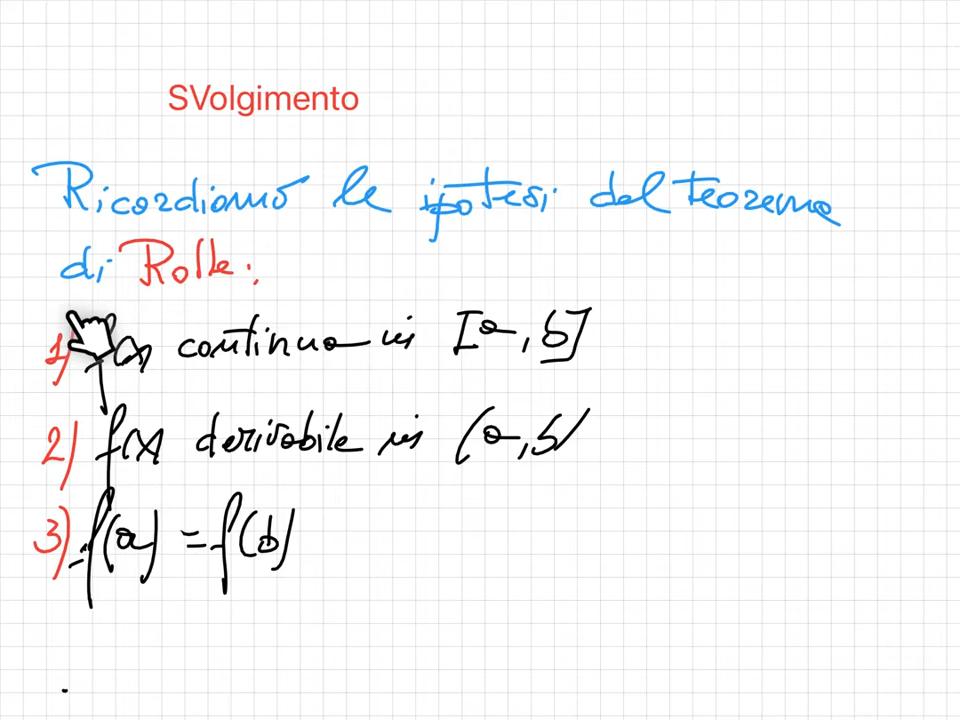 SVolgimento
Ricordiamo le ipotesi del teorema
di Rolle:
1) f(x) continua in [a, b]
2) f(x) derivabile in (a, b)
3) f(a) = f(b)